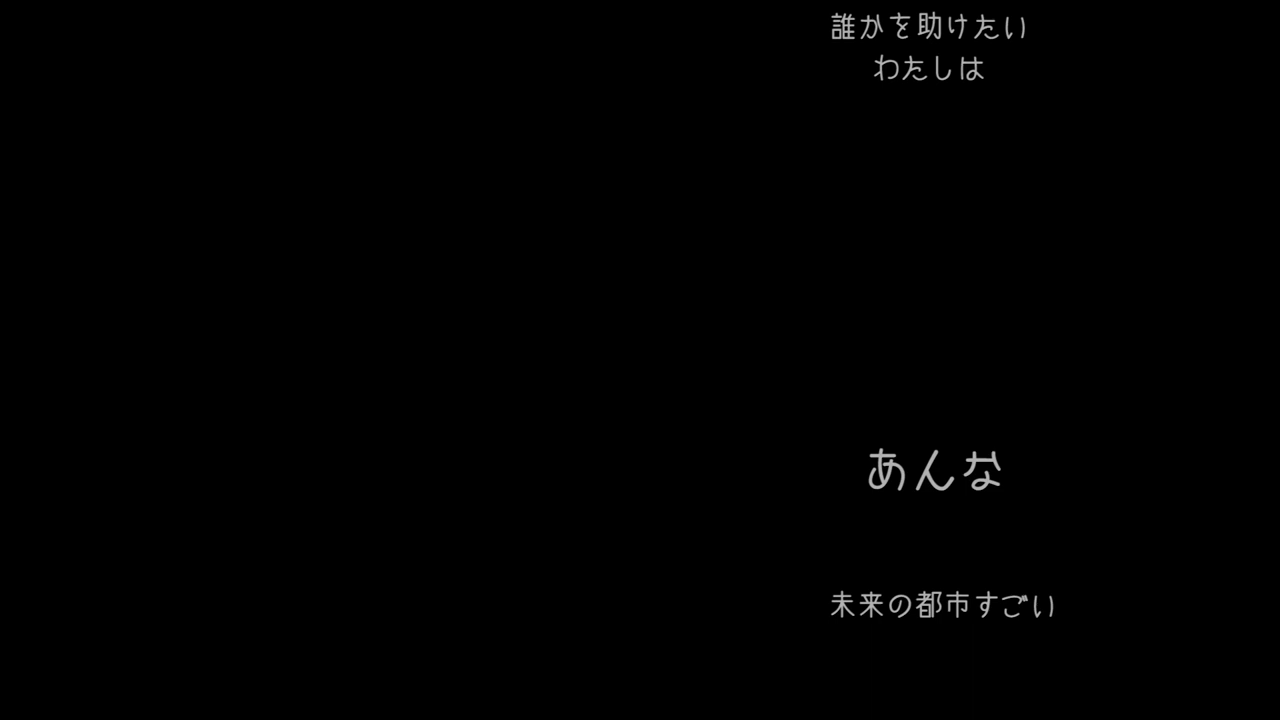 誰かを助けたい
わたしは
あんな
未来の都市すごい